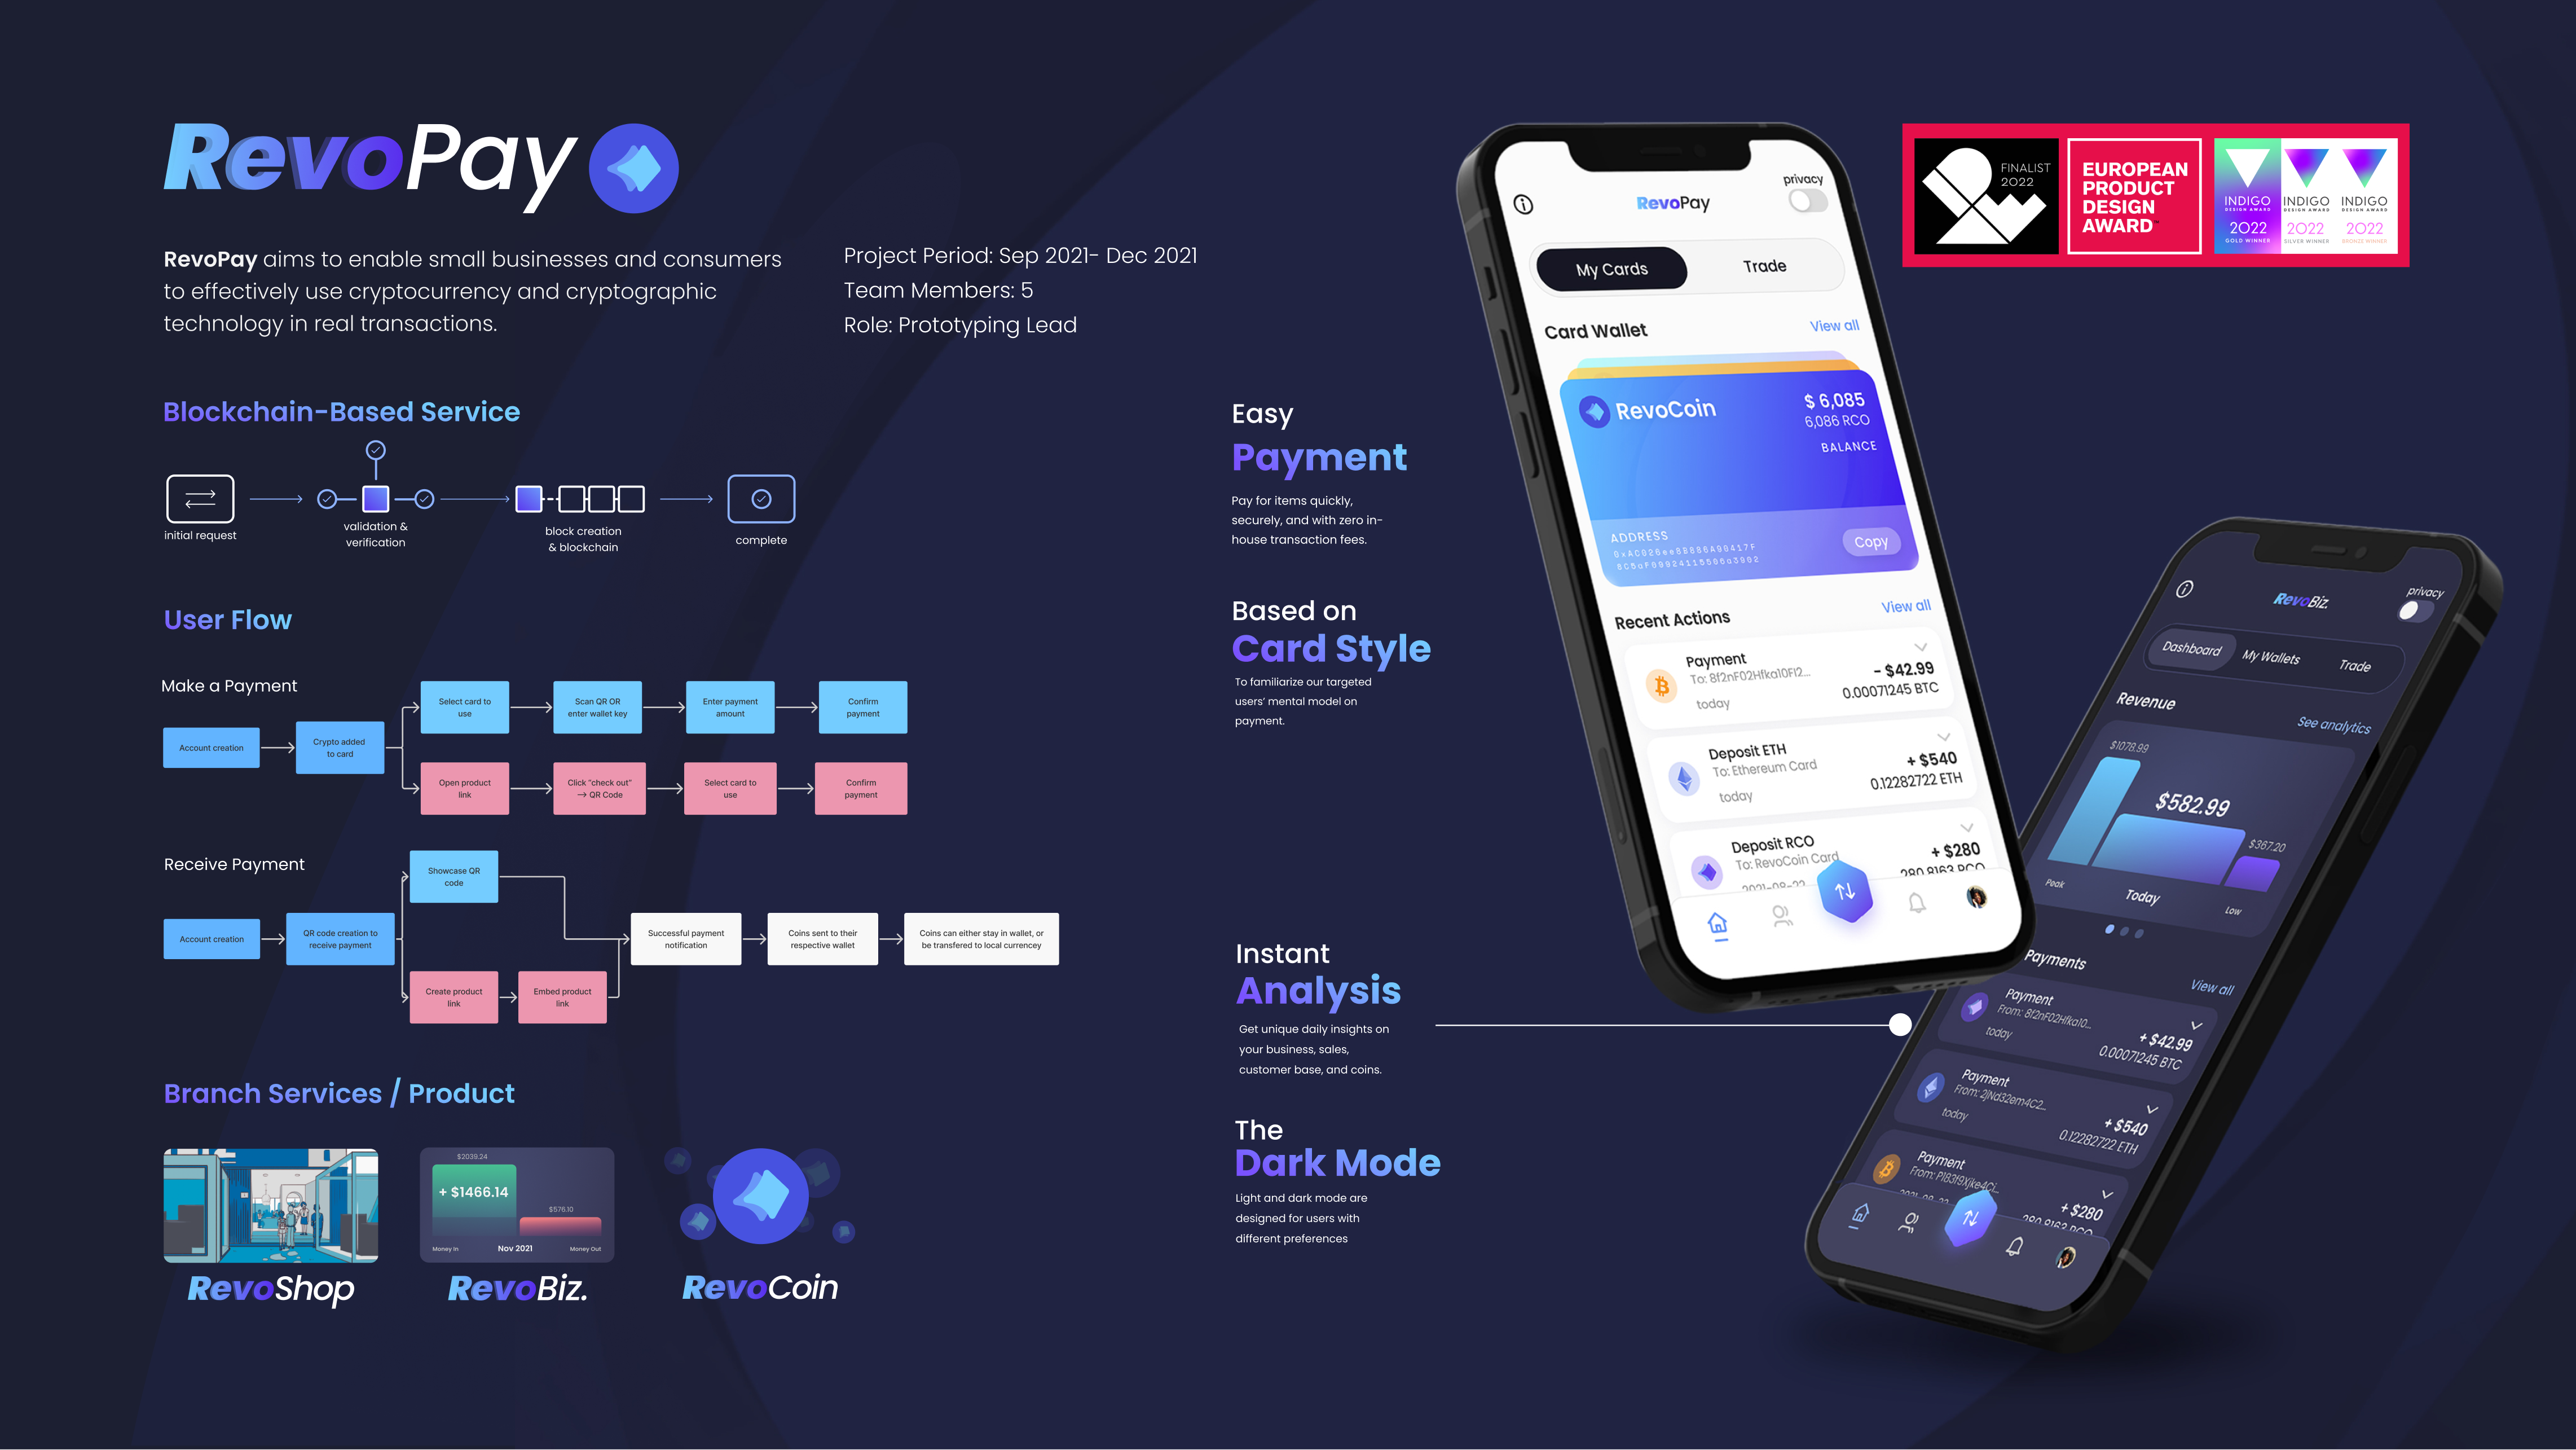 RevoPay
RevoPay aims to enable small businesses and consumers
to effectively use cryptocurrency and cryptographic
technology in real transactions.
Project Period: Sep 2021- Dec 2021
Team Members: 5
Role: Prototyping Lead
Blockchain-Based Service
initial request
validation &
verification
block creation
& blockchain
complete
User Flow
Make a Payment
Account creation
Crypto added
to card
Select card to
use
Scan QR OR
enter wallet key
Enter payment
amount
Confirm
payment
Open product
link
Click "check out"
→ QR Code
Select card to
use
Confirm
payment
Receive Payment
Account creation
QR code creation to
receive payment
Showcase QR
code
Create product
link
Embed product
link
Successful payment
notification
Coins sent to their
respective wallet
Coins can either stay in wallet, or
be transfered to local currencey
Branch Services / Product
RevoShop
$2039.24
+ $1466.14
$576.10
Money In
Nov 2021
Money Out
RevoBiz.
RevoCoin
Easy
Payment
Pay for items quickly,
securely, and with zero in-
house transaction fees.
Based on
Card Style
To familiarize our targeted
users' mental model on
payment.
Instant
Analysis
Get unique daily insights on
your business, sales,
customer base, and coins.
The
Dark Mode
Light and dark mode are
designed for users with
different preferences
RevoPay
privacy
My Cards
Trade
Card Wallet
View all
RevoCoin
$ 6,085
6,086 RCO
BALANCE
ADDRESS
Copy
Recent Actions
View all
Payment
To: 8f2nF02Hfka10FI2...
today
- $42.99
0.00071245 BTC
Deposit ETH
To: Ethereum Card
today
+ $540
0.12282722 ETH
Deposit RCO
To: RevoCoin Card
2021-08-22
+ $280
280.8163 RCO
FINALIST
2022
EUROPEAN
PRODUCT
DESIGN
AWARD™
INDIGO
DESIGN AWARD
2022
GOLD WINNER
INDIGO
DESIGN AWARD
2022
SILVER WINNER
INDIGO
DESIGN AWARD
2022
BRONZE WINNER
RevoBiz.
privacy
Dashboard
My Wallets
Trade
Revenue
See analytics
$1078.99
$582.99
$367.20
Peak
Today
Low
Payments
View all
Payment
From: 8f2nF02Hfka10...
today
+ $42.99
0.00071245 BTC
Payment
From: 2jNd32em4C2...
today
+ $540
0.12282722 ETH
Payment
From: P183f9Xjke4Ci...
2021-08-22
+ $280
280.8163 RCO